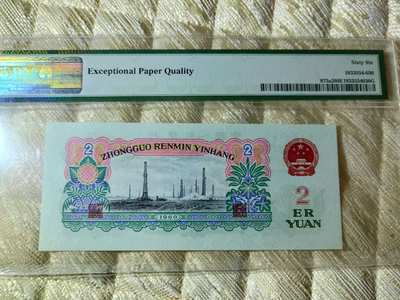 Exceptional Paper Quality
Sixty Six
2
2
ZHONGGUO RENMIN YINHANG
1960
2
ER
YUAN